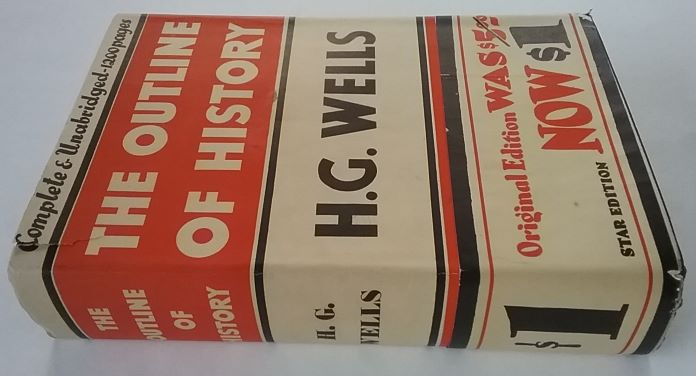 Complete & Unabridged-1200 pages
THE OUTLINE
OF HISTORY
H.G. WELLS
Original Edition WAS $5.00
NOW $1
STAR EDITION
THE
OUTLINE
OF
HISTORY
H. G.
WELLS
$1